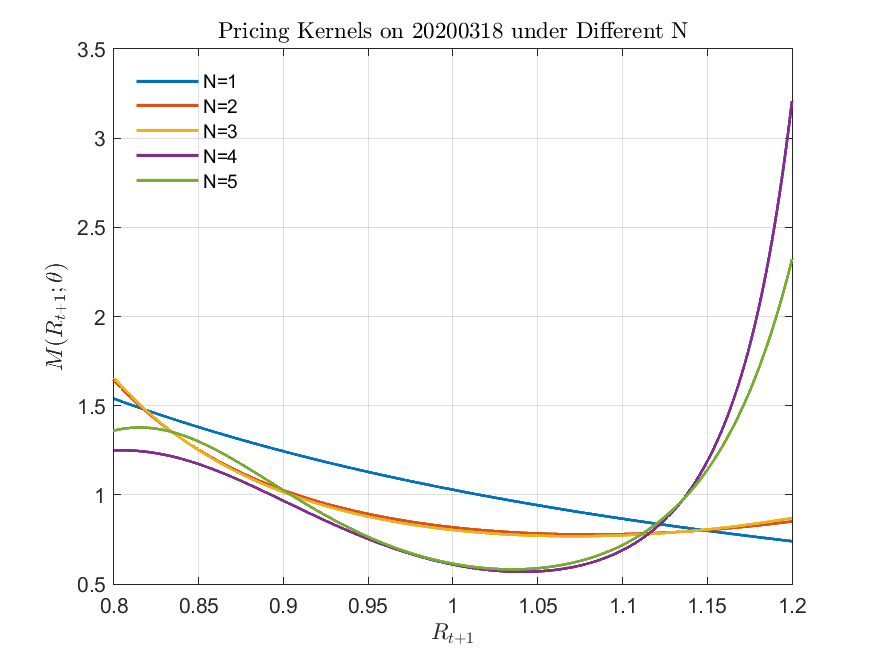 Pricing Kernels on 20200318 under Different N
3.5
3
2.5
2
1.5
1
0.5
N=1
N=2
N=3
N=4
N=5
M(R_{t+1}; θ)
0.8 0.85 0.9 0.95 1 1.05 1.1 1.15 1.2
R_{t+1}